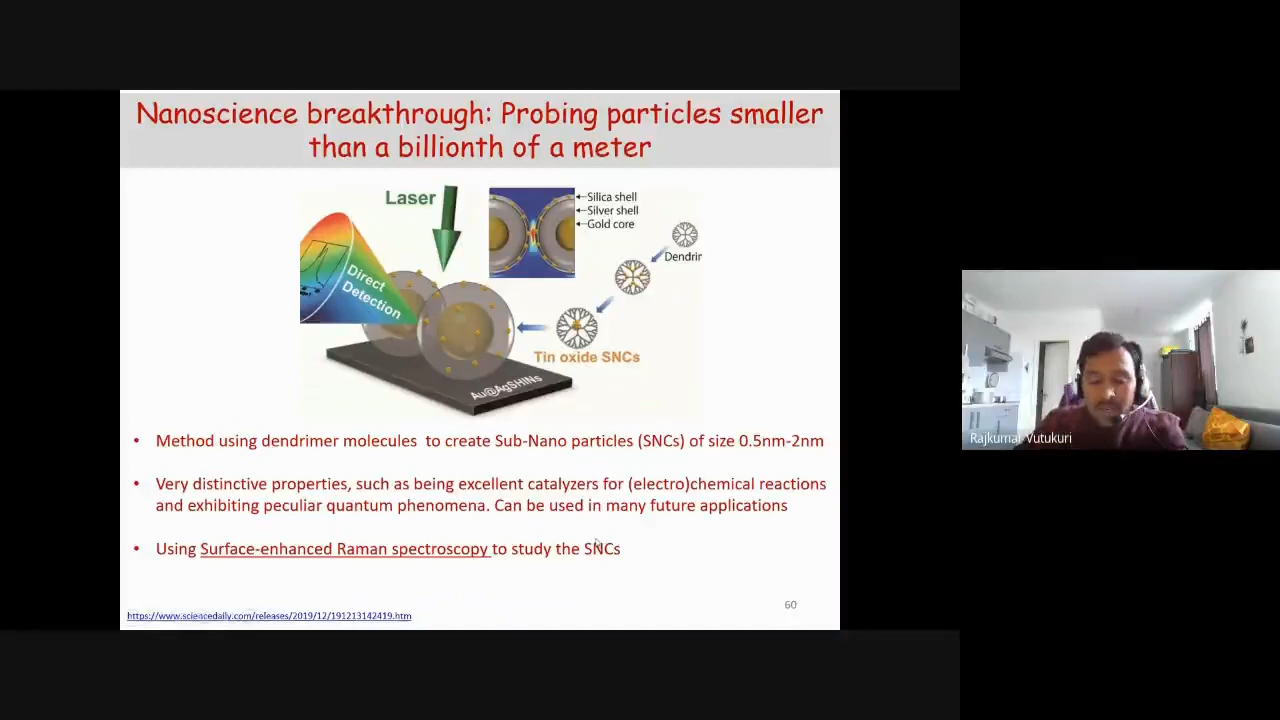 Nanoscience breakthrough: Probing particles smaller
than a billionth of a meter
Laser
Silica shell
Silver shell
Gold core
Dendrir
Direct
Detection
Tin oxide SNCs
Au@AgSHINs
• Method using dendrimer molecules to create Sub-Nano particles (SNCs) of size 0.5nm-2nm
• Very distinctive properties, such as being excellent catalyzers for (electro)chemical reactions
and exhibiting peculiar quantum phenomena. Can be used in many future applications
• Using Surface-enhanced Raman spectroscopy to study the SNCs
60
https://www.sciencedaily.com/releases/2019/12/191213142419.htm
Rajkumar Vutukuri